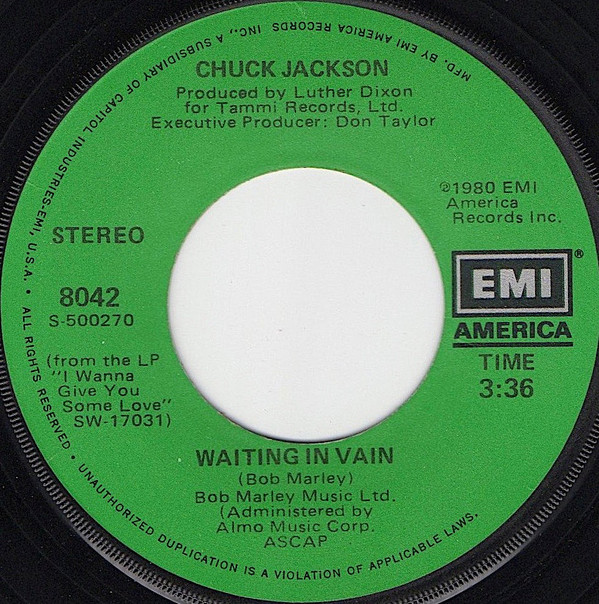 MFD. BY EMI AMERICA RECORDS INC., A SUBSIDIARY OF CAPITOL INDUSTRIES-EMI, U.S.A. • ALL RIGHTS RESERVED. • UNAUTHORIZED DUPLICATION IS A VIOLATION OF APPLICABLE LAWS.
CHUCK JACKSON
Produced by Luther Dixon
for Tammi Records, Ltd.
Executive Producer: Don Taylor
℗1980 EMI
America
Records Inc.
STEREO
8042
S-500270
(from the LP
"I Wanna
Give You
Some Love"
SW-17031)
EMI®
AMERICA
TIME
3:36
WAITING IN VAIN
(Bob Marley)
Bob Marley Music Ltd.
(Administered by
Almo Music Corp.
ASCAP